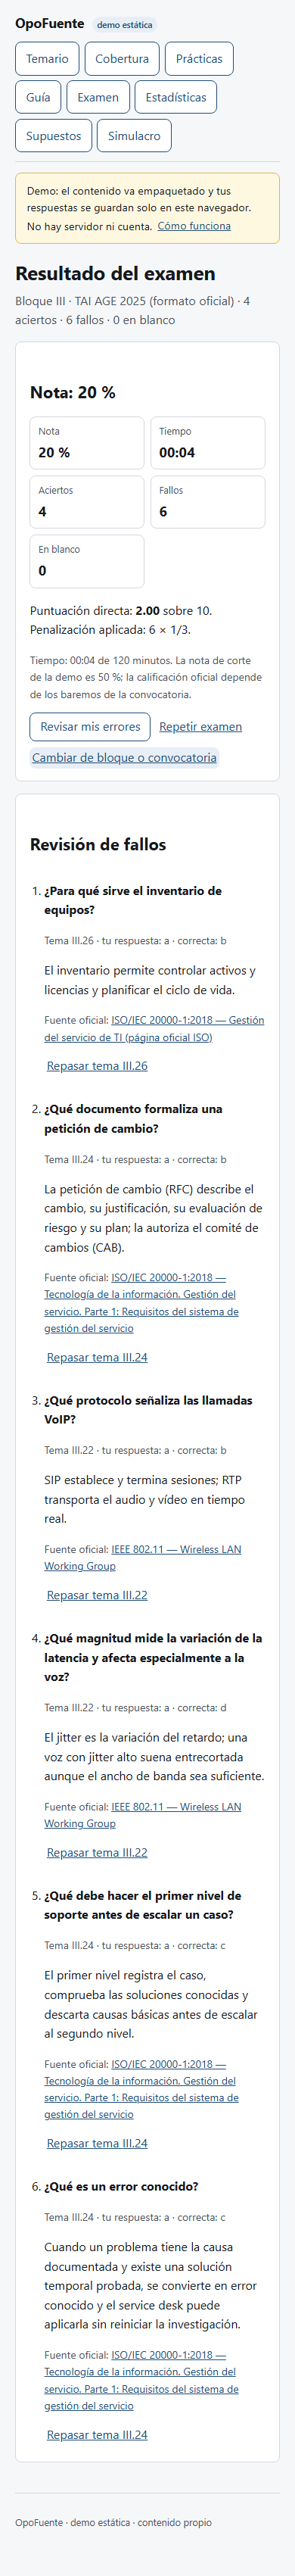 OpoFuente demo estática
Temario Cobertura Prácticas
Guía Examen Estadísticas
Supuestos Simulacro
Demo: el contenido va empaquetado y tus
respuestas se guardan solo en este navegador.
No hay servidor ni cuenta. Cómo funciona
Resultado del examen
Bloque III · TAI AGE 2025 (formato oficial) · 4
aciertos · 6 fallos · 0 en blanco
Nota: 20 %
Nota Tiempo
20 % 00:04
Aciertos Fallos
4 6
En blanco
0
Puntuación directa: 2.00 sobre 10.
Penalización aplicada: 6 × 1/3.
Tiempo: 00:04 de 120 minutos. La nota de corte
de la demo es 50 %; la calificación oficial depende
de los baremos de la convocatoria.
Revisar mis errores Repetir examen
Cambiar de bloque o convocatoria
Revisión de fallos
1. ¿Para qué sirve el inventario de
equipos?
Tema III.26 · tu respuesta: a · correcta: b
El inventario permite controlar activos y
licencias y planificar el ciclo de vida.
Fuente oficial: ISO/IEC 20000-1:2018 — Gestión
del servicio de TI (página oficial ISO)
Repasar tema III.26
2. ¿Qué documento formaliza una
petición de cambio?
Tema III.24 · tu respuesta: a · correcta: b
La petición de cambio (RFC) describe el
cambio, su justificación, su evaluación de
riesgo y su plan; la autoriza el comité de
cambios (CAB).
Fuente oficial: ISO/IEC 20000-1:2018 —
Tecnología de la información. Gestión del
servicio. Parte 1: Requisitos del sistema de
gestión del servicio
Repasar tema III.24
3. ¿Qué protocolo señaliza las llamadas
VoIP?
Tema III.22 · tu respuesta: a · correcta: b
SIP establece y termina sesiones; RTP
transporta el audio y vídeo en tiempo
real.
Fuente oficial: IEEE 802.11 — Wireless LAN
Working Group
Repasar tema III.22
4. ¿Qué magnitud mide la variación de la
latencia y afecta especialmente a la
voz?
Tema III.22 · tu respuesta: a · correcta: d
El jitter es la variación del retardo; una
voz con jitter alto suena entrecortada
aunque el ancho de banda sea suficiente.
Fuente oficial: IEEE 802.11 — Wireless LAN
Working Group
Repasar tema III.22
5. ¿Qué debe hacer el primer nivel de
soporte antes de escalar un caso?
Tema III.24 · tu respuesta: a · correcta: c
El primer nivel registra el caso,
comprueba las soluciones conocidas y
descarta causas básicas antes de escalar
al segundo nivel.
Fuente oficial: ISO/IEC 20000-1:2018 —
Tecnología de la información. Gestión del
servicio. Parte 1: Requisitos del sistema de
gestión del servicio
Repasar tema III.24
6. ¿Qué es un error conocido?
Tema III.24 · tu respuesta: a · correcta: c
Cuando un problema tiene la causa
documentada y existe una solución
temporal probada, se convierte en error
conocido y el service desk puede
aplicarla sin reiniciar la investigación.
Fuente oficial: ISO/IEC 20000-1:2018 —
Tecnología de la información. Gestión del
servicio. Parte 1: Requisitos del sistema de
gestión del servicio
Repasar tema III.24
OpoFuente · demo estática · contenido propio